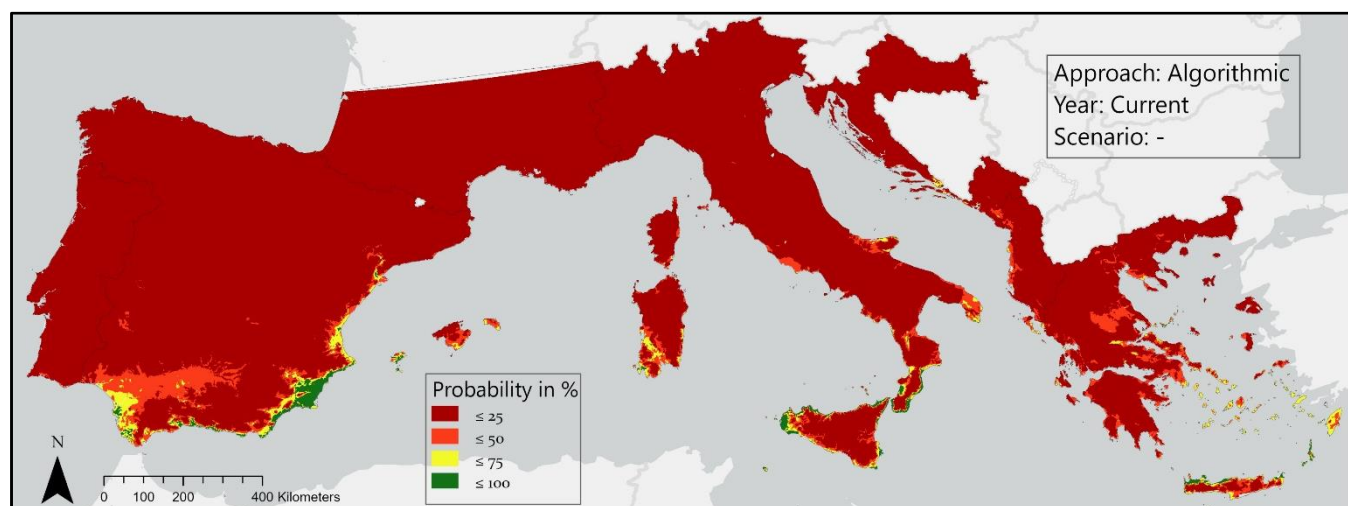 Approach: Algorithmic
Year: Current
Scenario: -
Probability in %
≤ 25
≤ 50
≤ 75
≤ 100
N
0 100 200 400 Kilometers